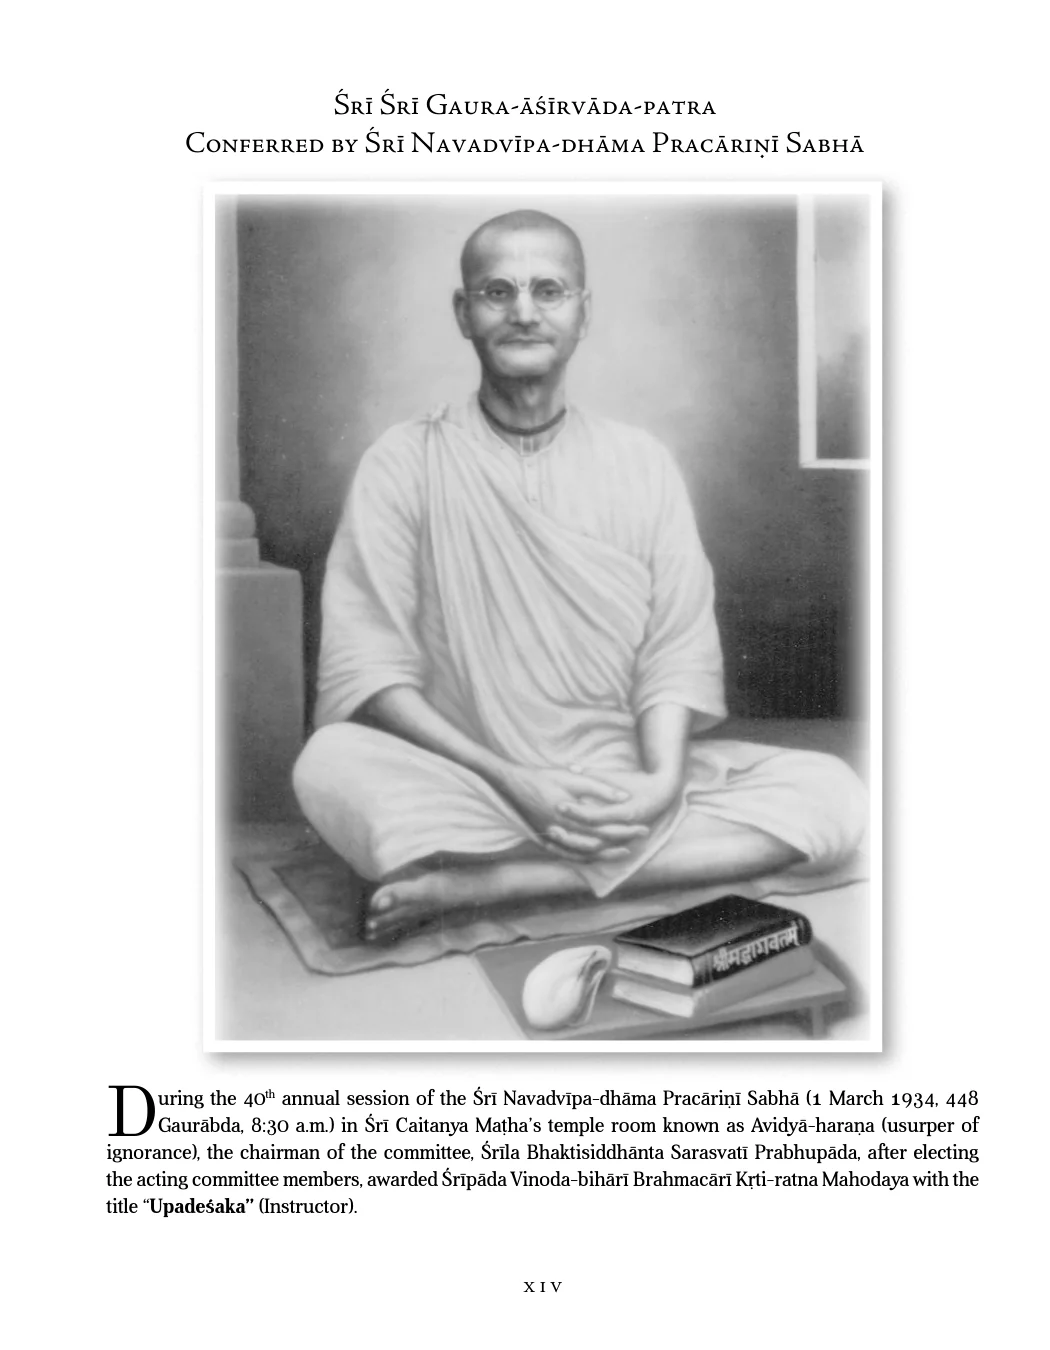 Śrī Śrī Gaura-āśīrvāda-patra
Conferred by Śrī Navadvīpa-dhāma Pracāriṇī Sabhā
श्रीमद्भागवतम्
During the 40th annual session of the Śrī Navadvīpa-dhāma Pracāriṇī Sabhā (1 March 1934, 448
Gaurābda, 8:30 a.m.) in Śrī Caitanya Maṭha’s temple room known as Avidyā-haraṇa (usurper of
ignorance), the chairman of the committee, Śrīla Bhaktisiddhānta Sarasvatī Prabhupāda, after electing
the acting committee members, awarded Śrīpāda Vinoda-bihārī Brahmacārī Kṛti-ratna Mahodaya with the
title “Upadeśaka” (Instructor).
XIV